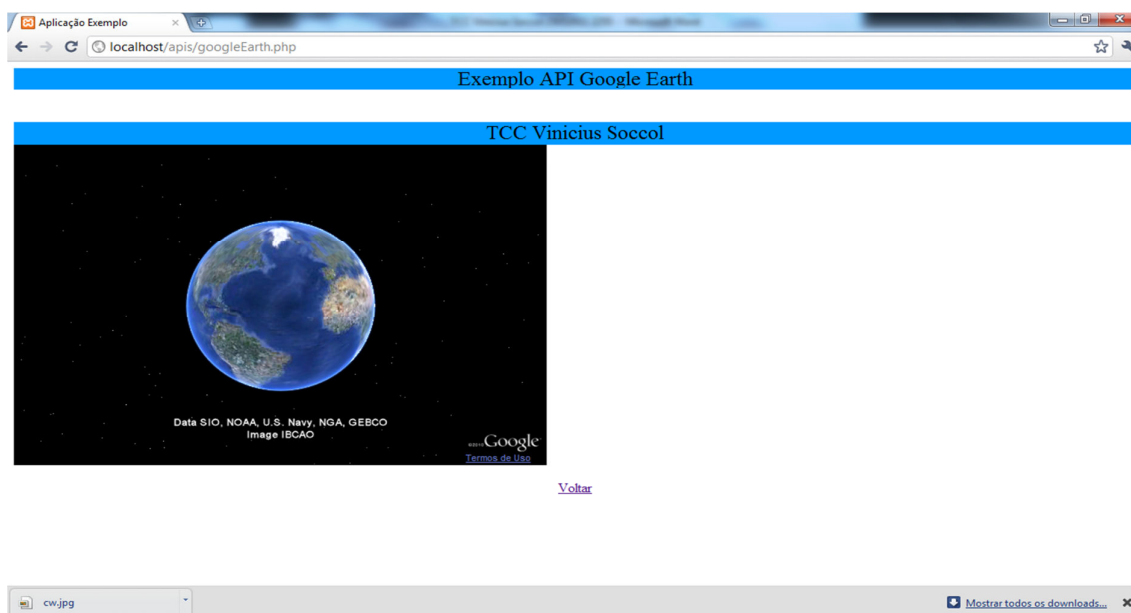 Aplicação Exemplo
localhost/apis/googleEarth.php
Exemplo API Google Earth
TCC Vinicius Soccol
Data SIO, NOAA, U.S. Navy, NGA, GEBCO
Image IBCAO
Google
Termos de Uso
Voltar
cw.jpg
Mostrar todos os downloads...